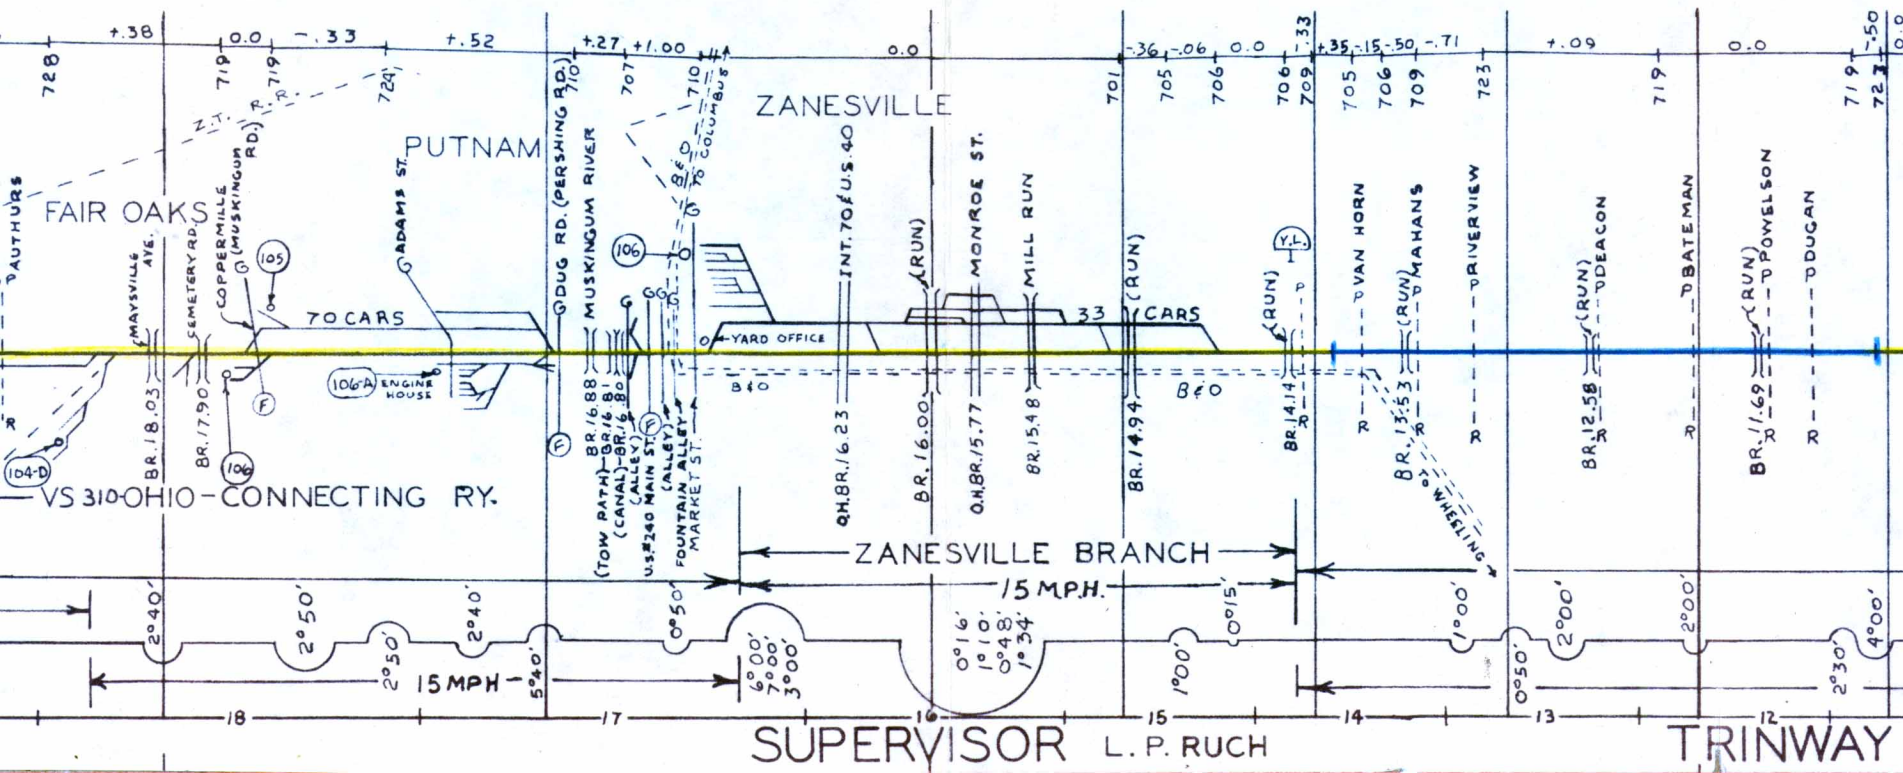 +.38 0.0 -.33 +.52 +.27 +1.00 0.0 -.36 -.06 0.0 -.33 +.35 -.15 -.50 -.71 +.09 0.0 -.50 0.0
728 719 719 724 710 707 710 701 705 706 706 709 705 706 709 723 719 719 723
Z.T. R.R.
B & O
TO COLUMBUS
ZANESVILLE
PUTNAM
FAIR OAKS
P AUTHURS
MAYSVILLE AVE.
CEMETERY RD.
COPPERMILL
(MUSKINGUM RD.)
105
ADAMS ST.
G DUG RD. (PERSHING RD.)
MUSKINGUM RIVER
G G G G
106
INT. 70 & U.S. 40
(RUN)
MONROE ST.
MILL RUN
(RUN)
(RUN)
Y.L.
P
P VAN HORN
(RUN)
P MAHANS
P RIVERVIEW
(RUN)
P DEACON
P BATEMAN
(RUN)
P POWELSON
P DUGAN
70 CARS
33 CARS
YARD OFFICE
B & O
B & O
106-A ENGINE HOUSE
104-D
106
F
F
F
R R R R R R R R R
BR. 18.03
BR. 17.90
BR. 16.88
(TOW PATH)-BR. 16.81
(CANAL)-BR. 16.80
(ALLEY)
U.S. #240 MAIN ST.
(ALLEY)
FOUNTAIN ALLEY
MARKET ST.
O.H.BR. 16.23
BR. 16.00
O.H.BR. 15.77
BR. 15.48
BR. 14.94
BR. 14.14
BR. 13.53
BR. 12.58
BR. 11.69
TO WHEELING
VS 310-OHIO-CONNECTING RY.
ZANESVILLE BRANCH
15 M.P.H.
2°40' 2°50' 2°50' 2°40' 5°40' 0°50'
6°00'
7°00'
3°00'
0°16'
1°10'
0°48'
1°34'
1°00' 0°15' 1°00' 0°50' 2°00' 2°00' 2°30' 4°00'
15 MPH
18 17 16 15 14 13 12
SUPERVISOR L. P. RUCH
TRINWAY